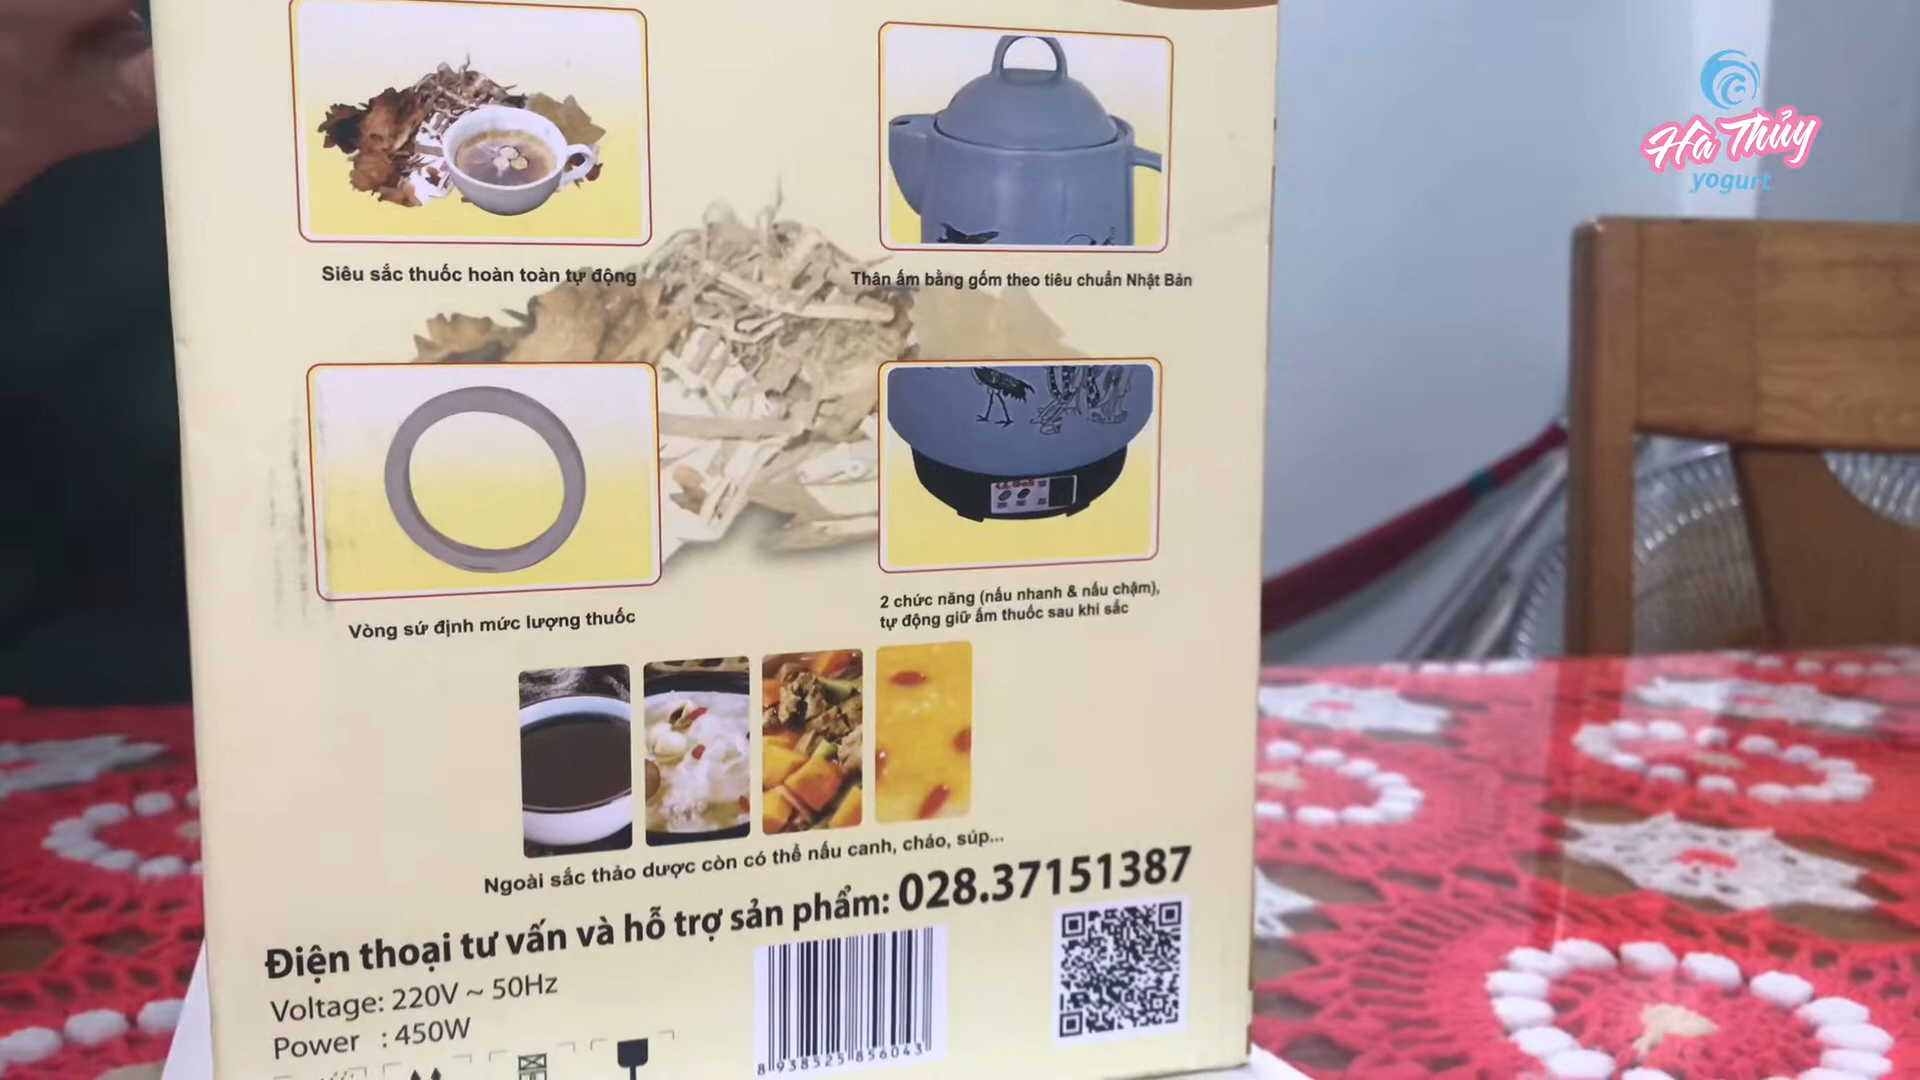 Hà Thủy
yogurt
Siêu sắc thuốc hoàn toàn tự động
Thân ấm bằng gốm theo tiêu chuẩn Nhật Bản
Vòng sứ định mức lượng thuốc
2 chức năng (nấu nhanh & nấu chậm),
tự động giữ ấm thuốc sau khi sắc
Ngoài sắc thảo dược còn có thể nấu canh, cháo, súp...
Điện thoại tư vấn và hỗ trợ sản phẩm: 028.37151387
Voltage: 220V ~ 50Hz
Power : 450W
8 938525 856043